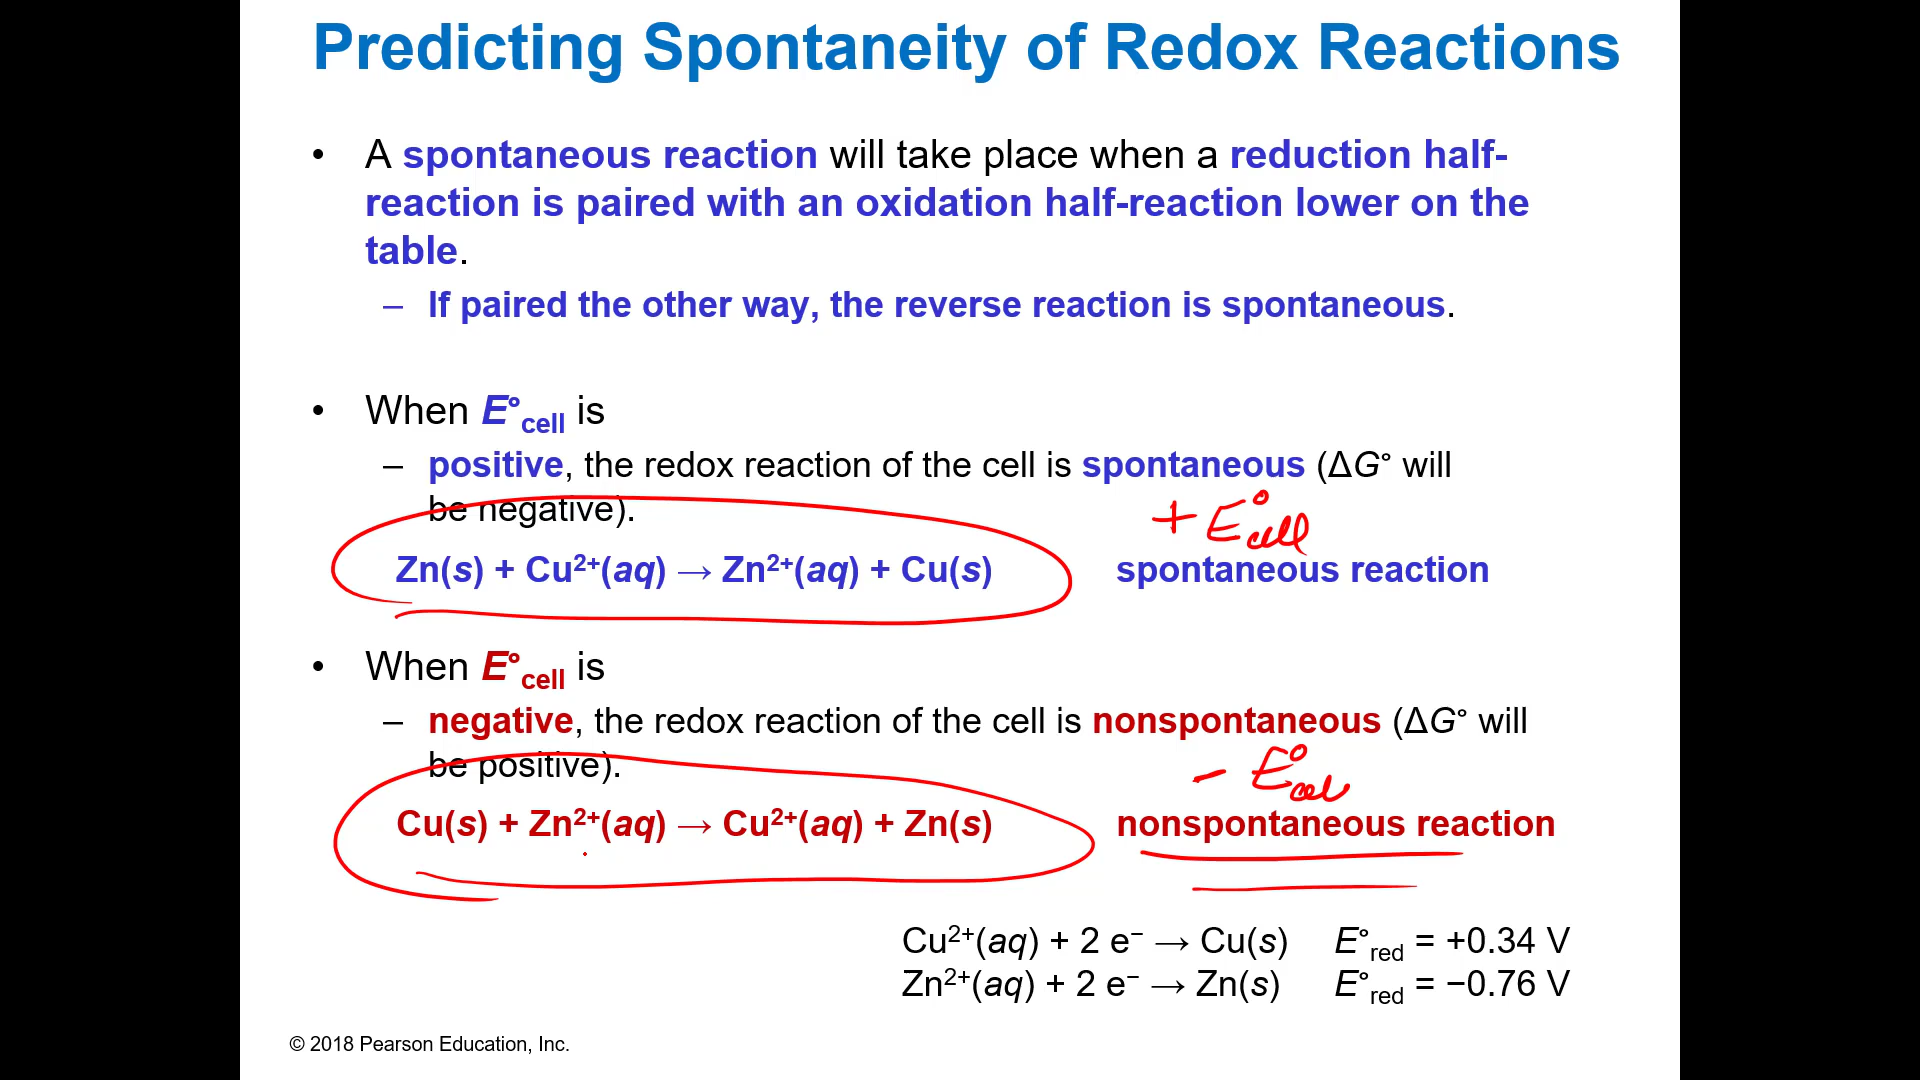 Predicting Spontaneity of Redox Reactions
• A spontaneous reaction will take place when a reduction half-
reaction is paired with an oxidation half-reaction lower on the
table.
– If paired the other way, the reverse reaction is spontaneous.
• When E°cell is
– positive, the redox reaction of the cell is spontaneous (ΔG° will
be negative).
+ E°cell
Zn(s) + Cu²⁺(aq) → Zn²⁺(aq) + Cu(s) spontaneous reaction
• When E°cell is
– negative, the redox reaction of the cell is nonspontaneous (ΔG° will
be positive).
- E°cell
Cu(s) + Zn²⁺(aq) → Cu²⁺(aq) + Zn(s) nonspontaneous reaction
Cu²⁺(aq) + 2 e⁻ → Cu(s) E°red = +0.34 V
Zn²⁺(aq) + 2 e⁻ → Zn(s) E°red = −0.76 V
© 2018 Pearson Education, Inc.